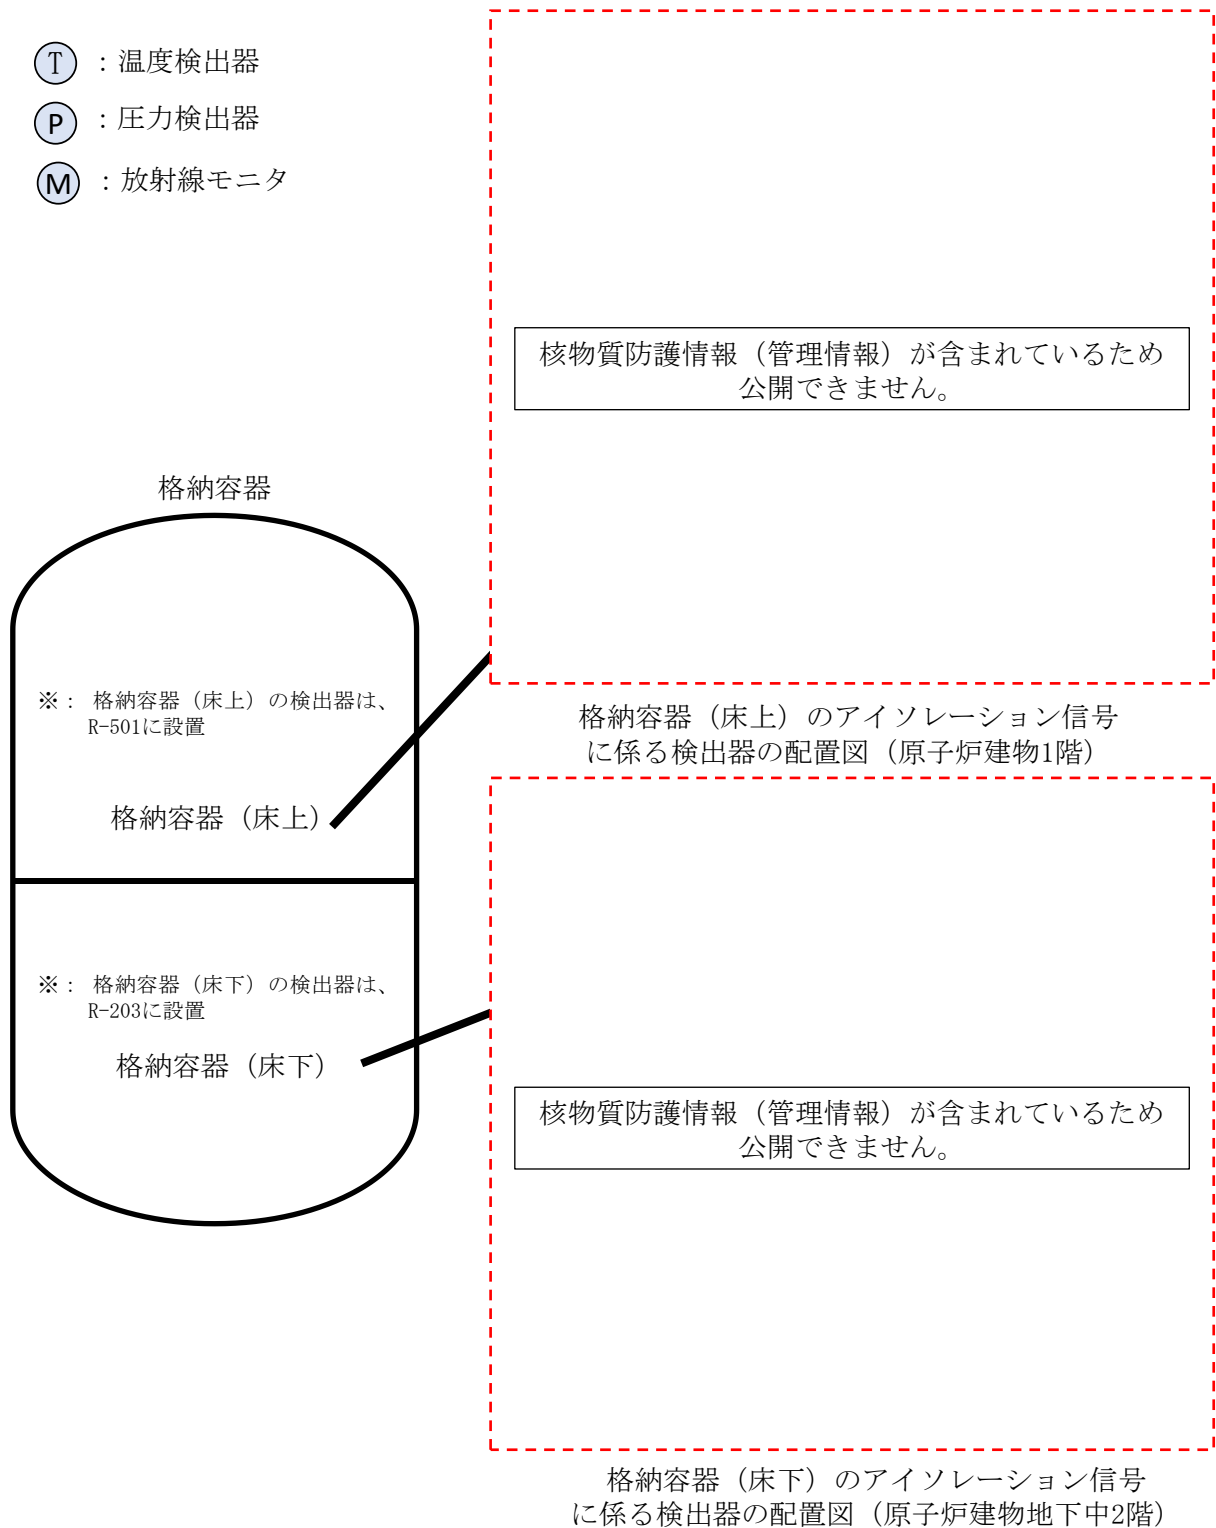 T ：温度検出器
P ：圧力検出器
M ：放射線モニタ
核物質防護情報（管理情報）が含まれているため
公開できません。
格納容器
※： 格納容器（床上）の検出器は、
R-501に設置
格納容器（床上）
格納容器（床上）のアイソレーション信号
に係る検出器の配置図（原子炉建物1階）
※： 格納容器（床下）の検出器は、
R-203に設置
格納容器（床下）
核物質防護情報（管理情報）が含まれているため
公開できません。
格納容器（床下）のアイソレーション信号
に係る検出器の配置図（原子炉建物地下中2階）